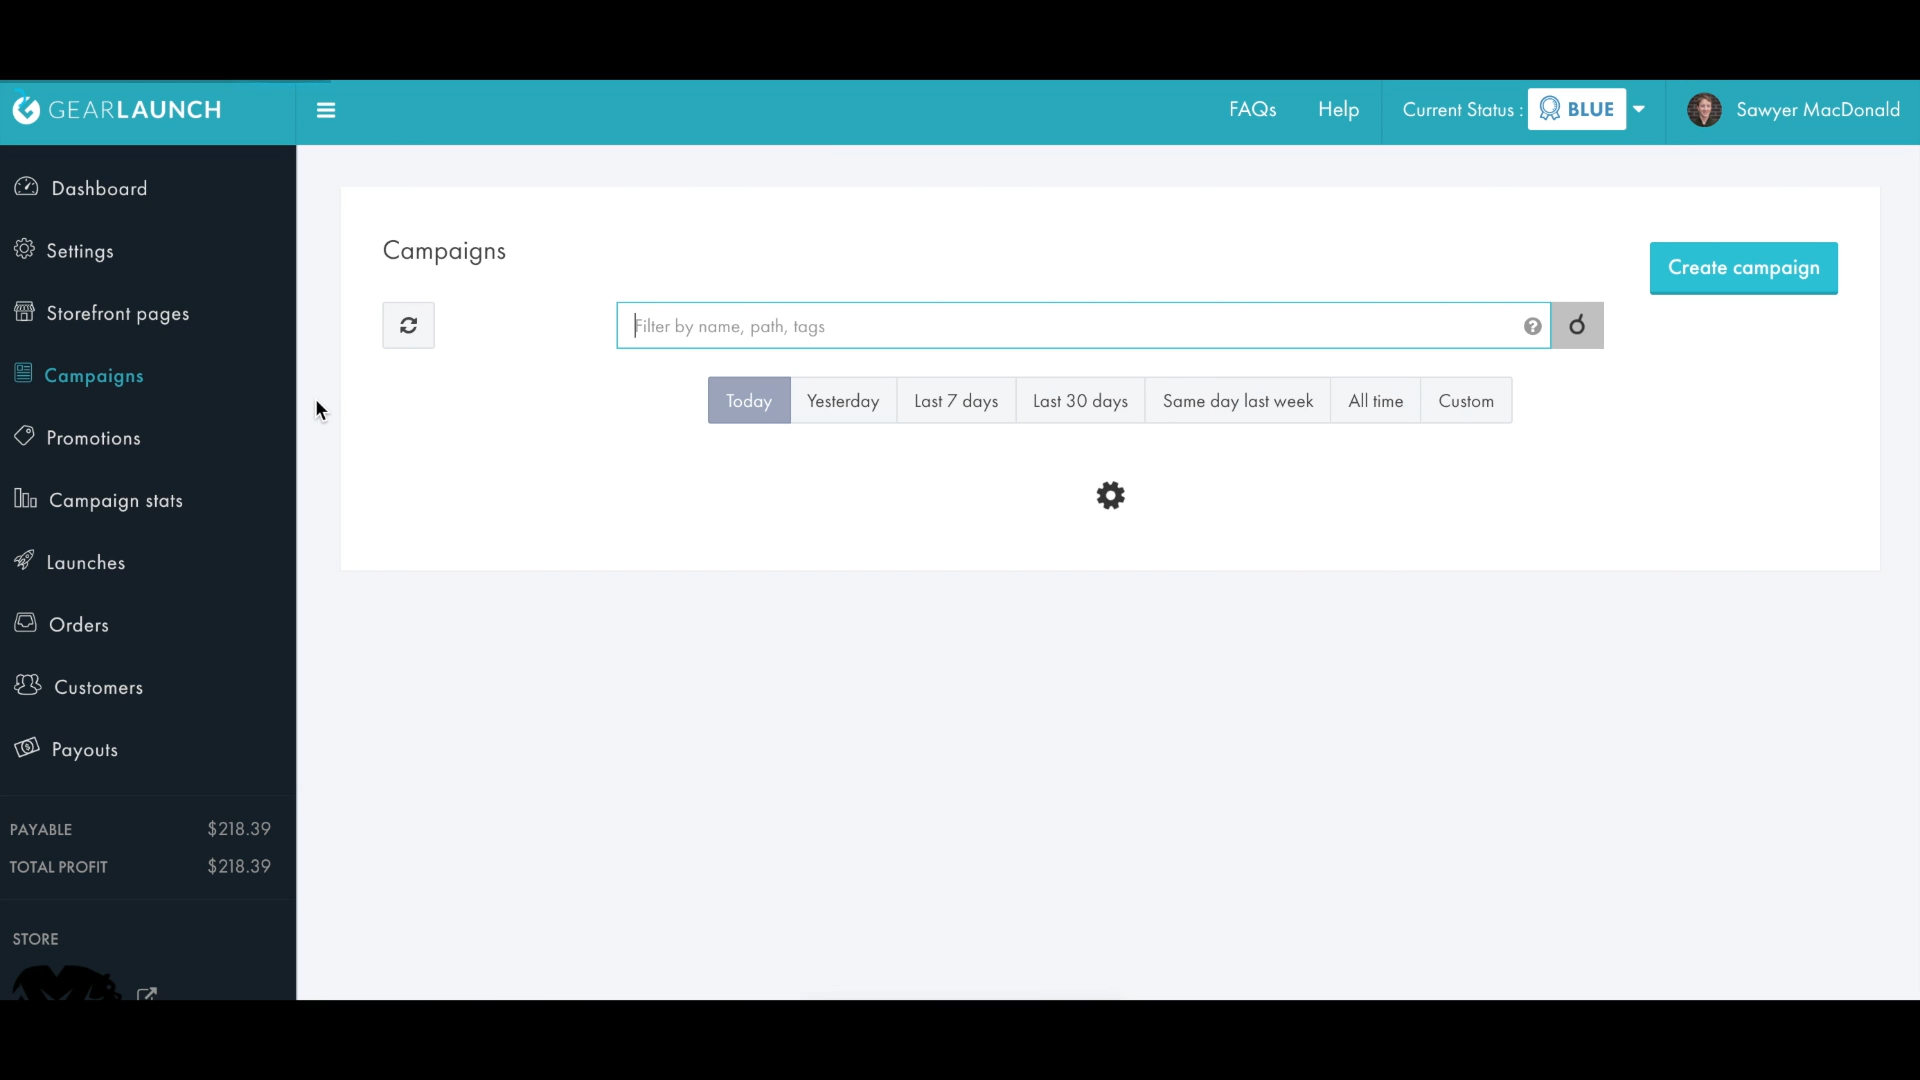 GEARLAUNCH
FAQs
Help
Current Status :
BLUE
Sawyer MacDonald
Dashboard
Settings
Storefront pages
Campaigns
Promotions
Campaign stats
Launches
Orders
Customers
Payouts
PAYABLE $218.39
TOTAL PROFIT $218.39
STORE
Campaigns
Create campaign
Filter by name, path, tags
?
Today
Yesterday
Last 7 days
Last 30 days
Same day last week
All time
Custom